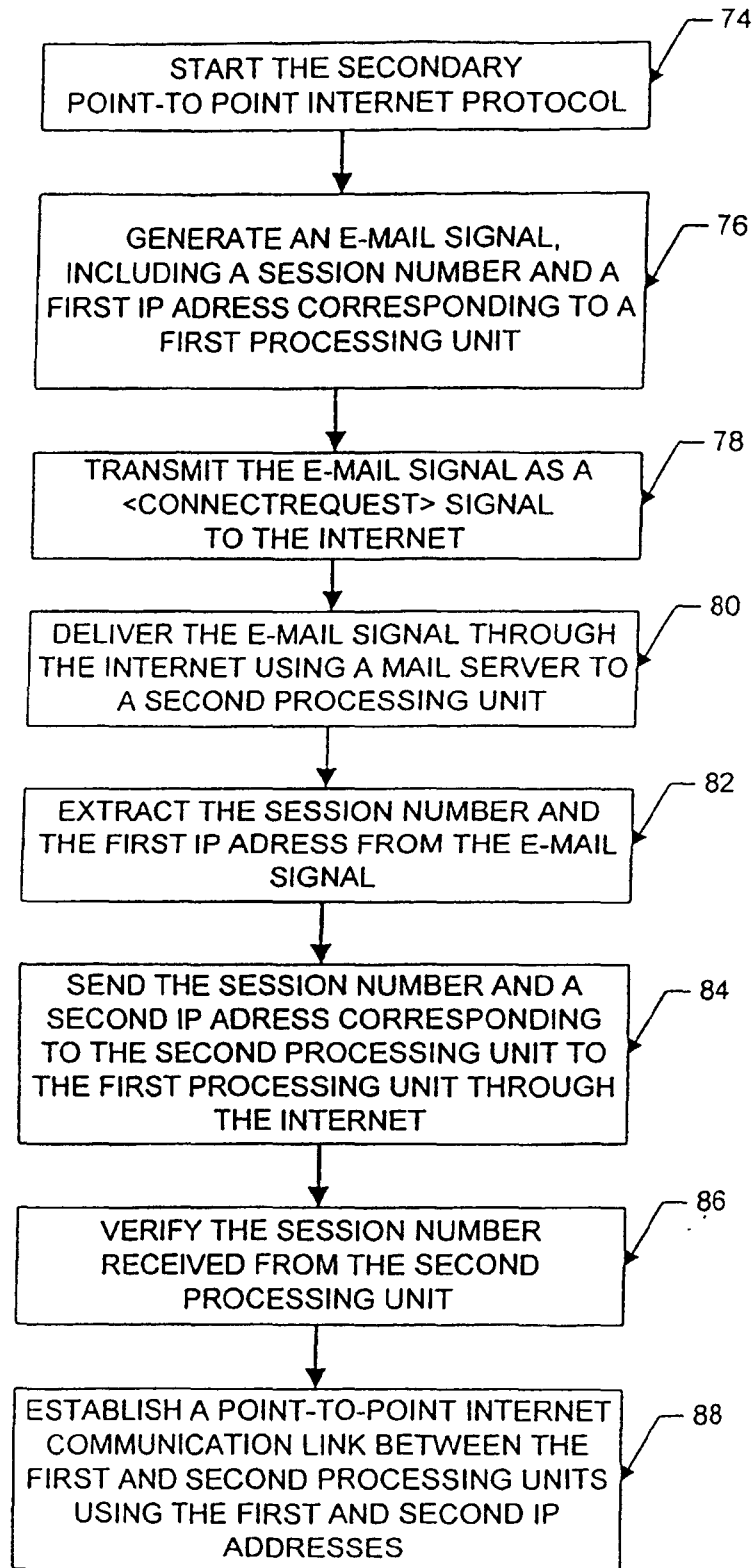 74
START THE SECONDARY
POINT-TO POINT INTERNET PROTOCOL
76
GENERATE AN E-MAIL SIGNAL,
INCLUDING A SESSION NUMBER AND A
FIRST IP ADRESS CORRESPONDING TO A
FIRST PROCESSING UNIT
78
TRANSMIT THE E-MAIL SIGNAL AS A
<CONNECTREQUEST> SIGNAL
TO THE INTERNET
80
DELIVER THE E-MAIL SIGNAL THROUGH
THE INTERNET USING A MAIL SERVER TO
A SECOND PROCESSING UNIT
82
EXTRACT THE SESSION NUMBER AND
THE FIRST IP ADRESS FROM THE E-MAIL
SIGNAL
84
SEND THE SESSION NUMBER AND A
SECOND IP ADRESS CORRESPONDING
TO THE SECOND PROCESSING UNIT TO
THE FIRST PROCESSING UNIT THROUGH
THE INTERNET
86
VERIFY THE SESSION NUMBER
RECEIVED FROM THE SECOND
PROCESSING UNIT
88
ESTABLISH A POINT-TO-POINT INTERNET
COMMUNICATION LINK BETWEEN THE
FIRST AND SECOND PROCESSING UNITS
USING THE FIRST AND SECOND IP
ADDRESSES